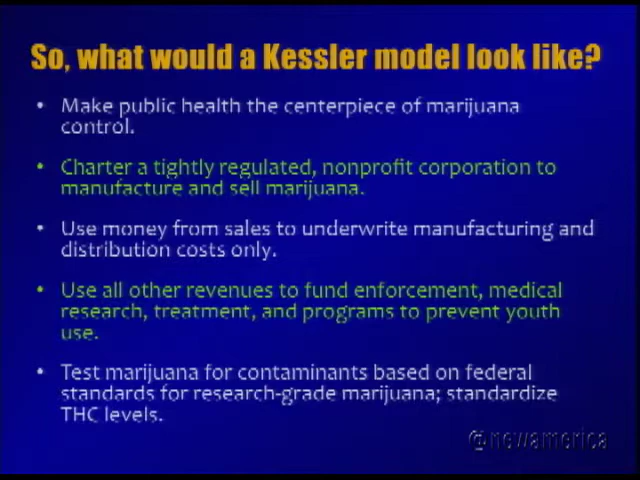 So, what would a Kessler model look like?
• Make public health the centerpiece of marijuana
control.
• Charter a tightly regulated, nonprofit corporation to
manufacture and sell marijuana.
• Use money from sales to underwrite manufacturing and
distribution costs only.
• Use all other revenues to fund enforcement, medical
research, treatment, and programs to prevent youth
use.
• Test marijuana for contaminants based on federal
standards for research-grade marijuana; standardize
THC levels.
@newamerica